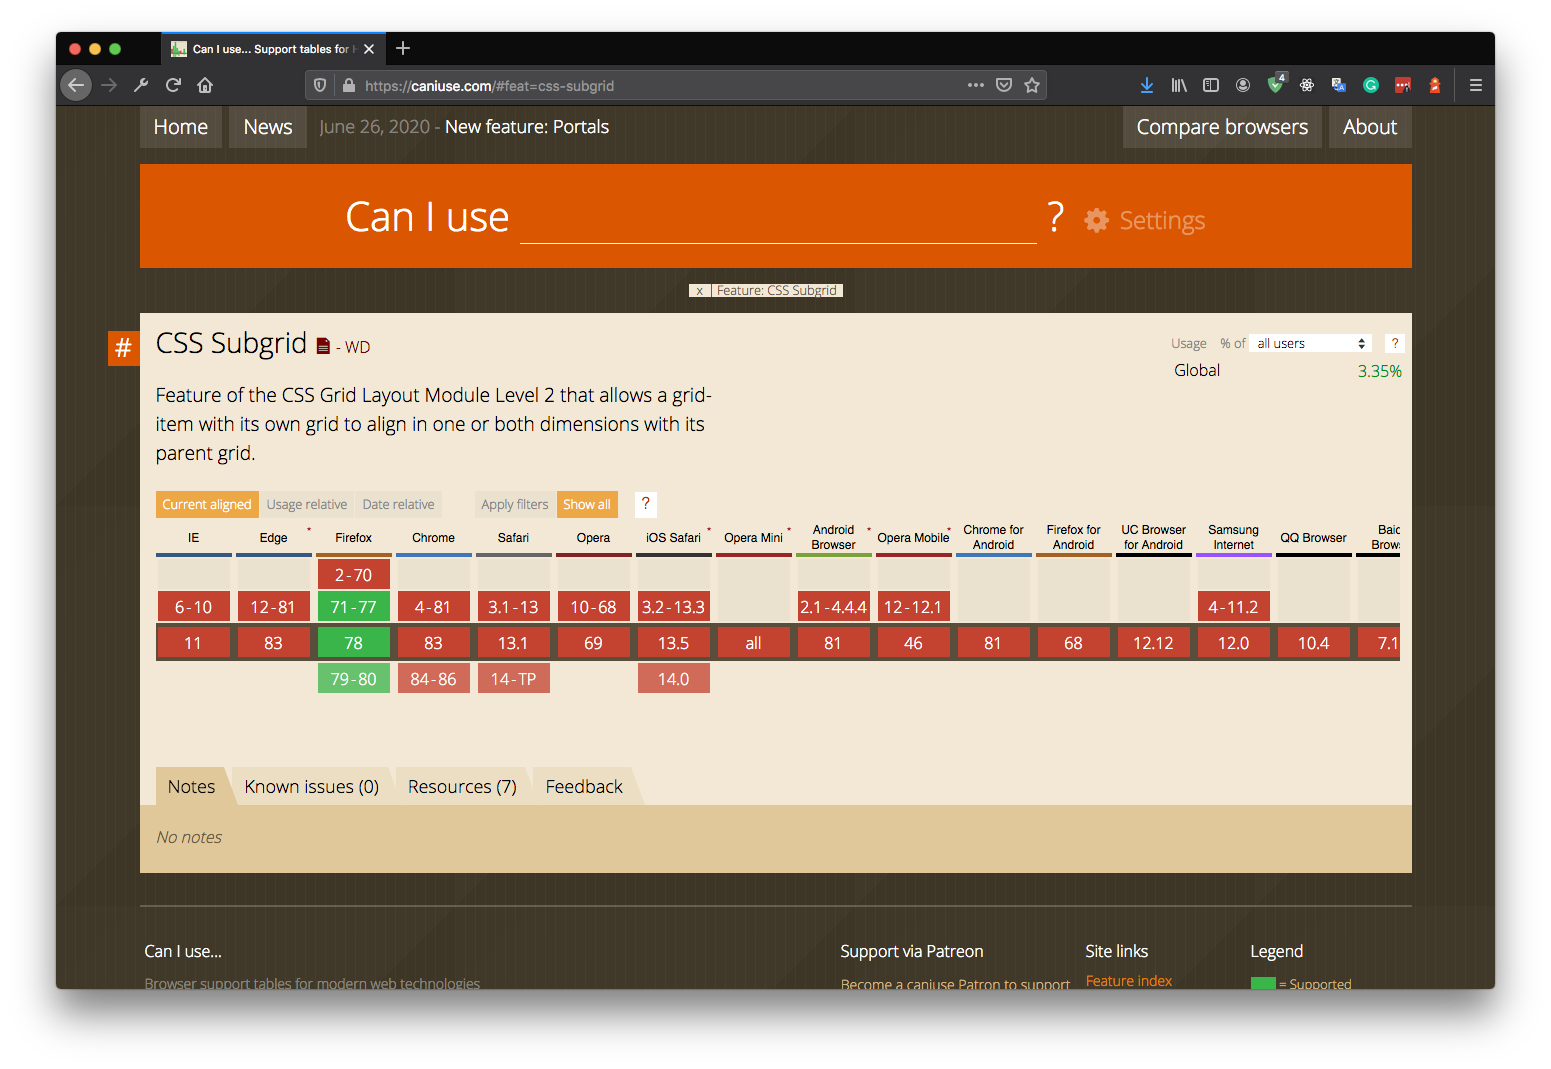 Can I use... Support tables for H
https://caniuse.com/#feat=css-subgrid
4
Home
News
June 26, 2020 - New feature: Portals
Compare browsers
About
Can I use
?
Settings
x
Feature: CSS Subgrid
#
CSS Subgrid
- WD
Usage
% of
all users
?
Global
3.35%
Feature of the CSS Grid Layout Module Level 2 that allows a grid-
item with its own grid to align in one or both dimensions with its
parent grid.
Current aligned
Usage relative
Date relative
Apply filters
Show all
?
IE
Edge *
Firefox
Chrome
Safari
Opera
iOS Safari *
Opera Mini *
Android
Browser *
Opera Mobile *
Chrome for
Android
Firefox for
Android
UC Browser
for Android
Samsung
Internet
QQ Browser
Baid
Brows
2-70
6-10
12-81
71-77
4-81
3.1-13
10-68
3.2-13.3
2.1-4.4.4
12-12.1
4-11.2
11
83
78
83
13.1
69
13.5
all
81
46
81
68
12.12
12.0
10.4
7.1
79-80
84-86
14-TP
14.0
Notes
Known issues (0)
Resources (7)
Feedback
No notes
Can I use...
Browser support tables for modern web technologies
Support via Patreon
Become a caniuse Patron to support
Site links
Feature index
Legend
= Supported